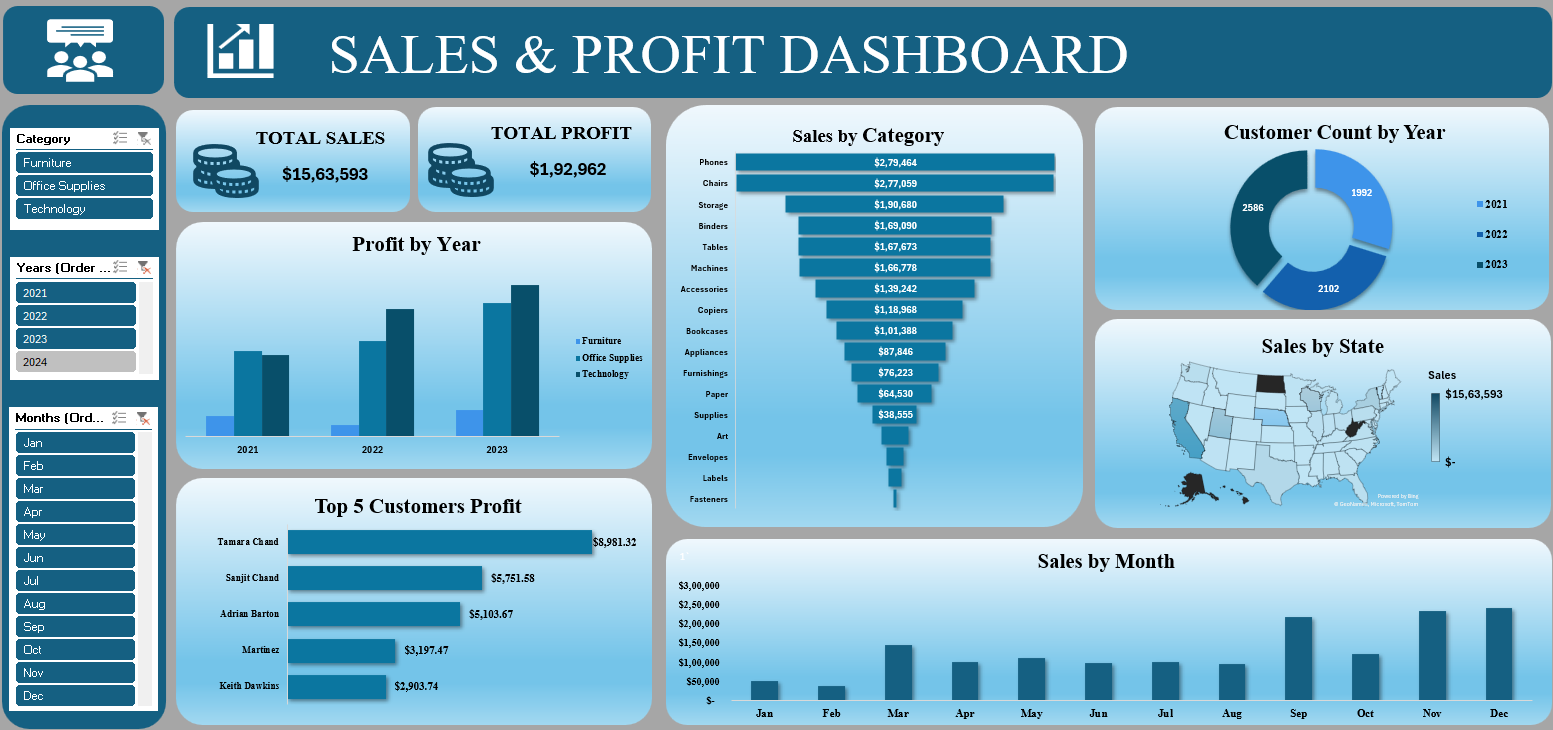 SALES & PROFIT DASHBOARD
Category
Furniture
Office Supplies
Technology
Years (Order ...
2021
2022
2023
2024
Months (Ord...
Jan
Feb
Mar
Apr
May
Jun
Jul
Aug
Sep
Oct
Nov
Dec
TOTAL SALES
$15,63,593
TOTAL PROFIT
$1,92,962
Profit by Year
2021
2022
2023
Furniture
Office Supplies
Technology
Top 5 Customers Profit
Tamara Chand $8,981.32
Sanjit Chand $5,751.58
Adrian Barton $5,103.67
Martinez $3,197.47
Keith Dawkins $2,903.74
Sales by Category
Phones $2,79,464
Chairs $2,77,059
Storage $1,90,680
Binders $1,69,090
Tables $1,67,673
Machines $1,66,778
Accessories $1,39,242
Copiers $1,18,968
Bookcases $1,01,388
Appliances $87,846
Furnishings $76,223
Paper $64,530
Supplies $38,555
Art
Envelopes
Labels
Fasteners
Customer Count by Year
1992
2586
2102
2021
2022
2023
Sales by State
Sales
$15,63,593
$-
Powered by Bing
© GeoNames, Microsoft, TomTom
1
Sales by Month
$3,00,000
$2,50,000
$2,00,000
$1,50,000
$1,00,000
$50,000
$-
Jan Feb Mar Apr May Jun Jul Aug Sep Oct Nov Dec